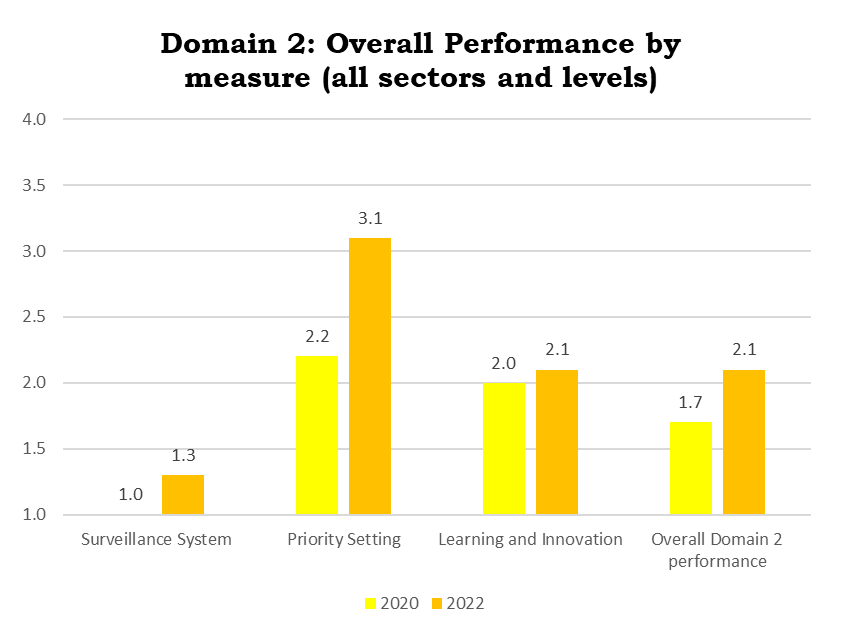 Domain 2: Overall Performance by
measure (all sectors and levels)
4.0
3.5
3.0
2.5
2.0
1.5
1.0
1.0
1.3
2.2
3.1
2.0
2.1
1.7
2.1
Surveillance System
Priority Setting
Learning and Innovation
Overall Domain 2
performance
2020
2022